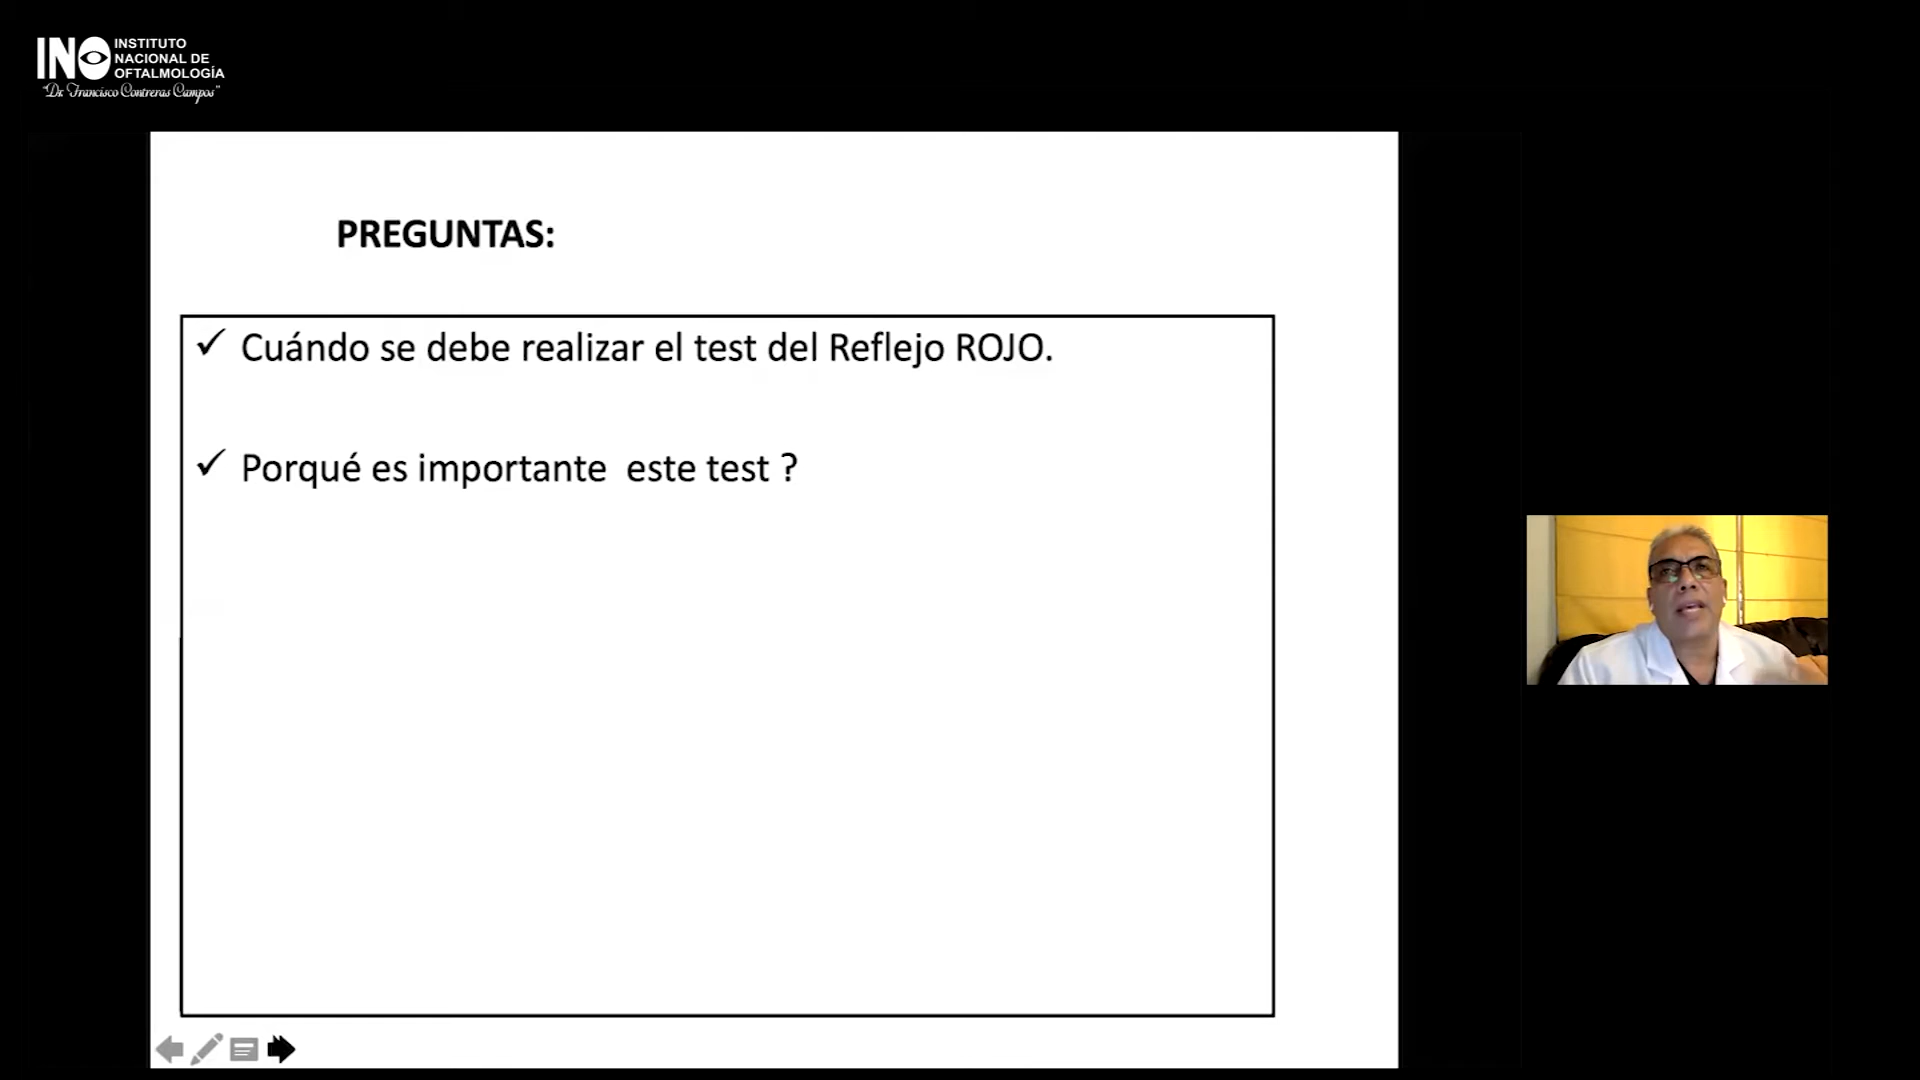 INO INSTITUTO
NACIONAL DE
OFTALMOLOGÍA
"Dr. Francisco Contreras Campos"
PREGUNTAS:
✓ Cuándo se debe realizar el test del Reflejo ROJO.
✓ Porqué es importante  este test ?